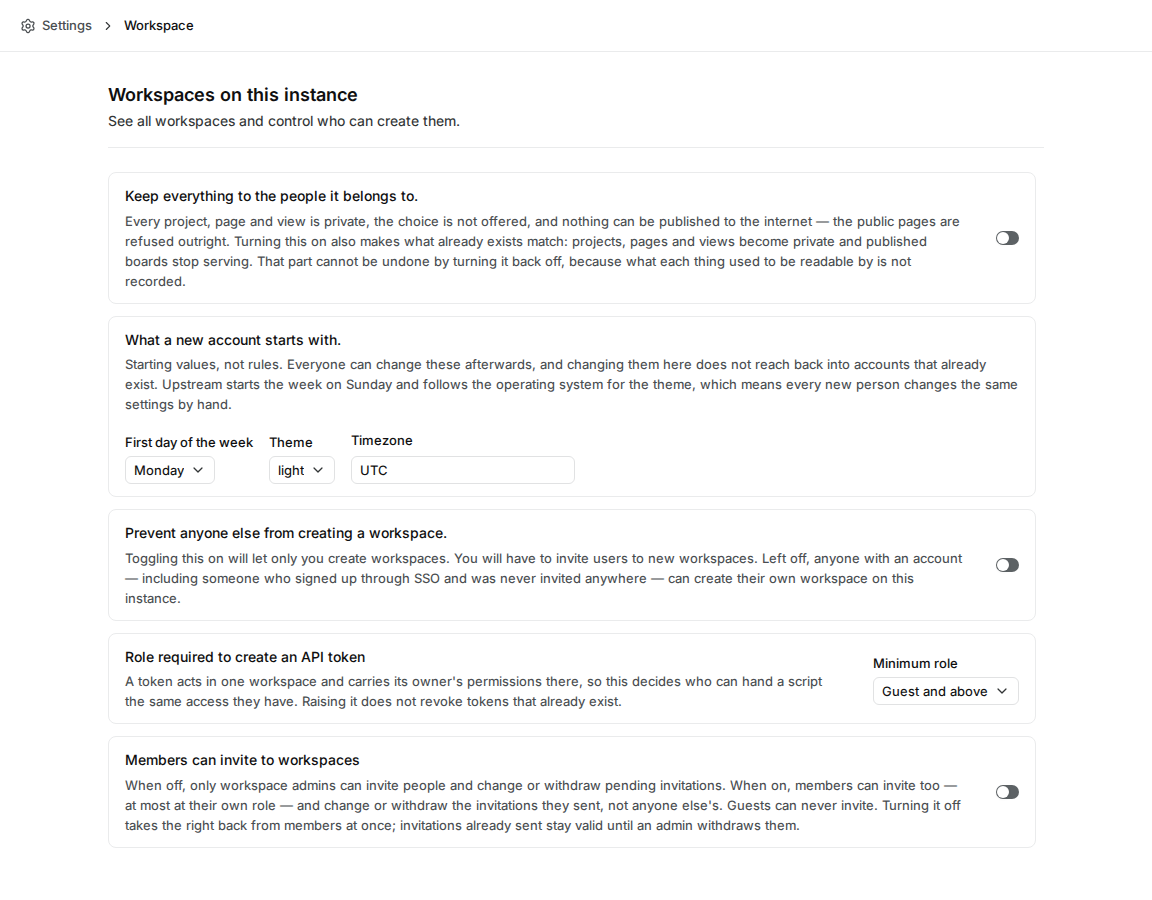 Settings > Workspace
Workspaces on this instance
See all workspaces and control who can create them.
Keep everything to the people it belongs to.
Every project, page and view is private, the choice is not offered, and nothing can be published to the internet — the public pages are
refused outright. Turning this on also makes what already exists match: projects, pages and views become private and published
boards stop serving. That part cannot be undone by turning it back off, because what each thing used to be readable by is not
recorded.
What a new account starts with.
Starting values, not rules. Everyone can change these afterwards, and changing them here does not reach back into accounts that already
exist. Upstream starts the week on Sunday and follows the operating system for the theme, which means every new person changes the same
settings by hand.
First day of the week Theme Timezone
Monday light UTC
Prevent anyone else from creating a workspace.
Toggling this on will let only you create workspaces. You will have to invite users to new workspaces. Left off, anyone with an account
— including someone who signed up through SSO and was never invited anywhere — can create their own workspace on this
instance.
Role required to create an API token
A token acts in one workspace and carries its owner's permissions there, so this decides who can hand a script
the same access they have. Raising it does not revoke tokens that already exist.
Minimum role
Guest and above
Members can invite to workspaces
When off, only workspace admins can invite people and change or withdraw pending invitations. When on, members can invite too —
at most at their own role — and change or withdraw the invitations they sent, not anyone else's. Guests can never invite. Turning it off
takes the right back from members at once; invitations already sent stay valid until an admin withdraws them.